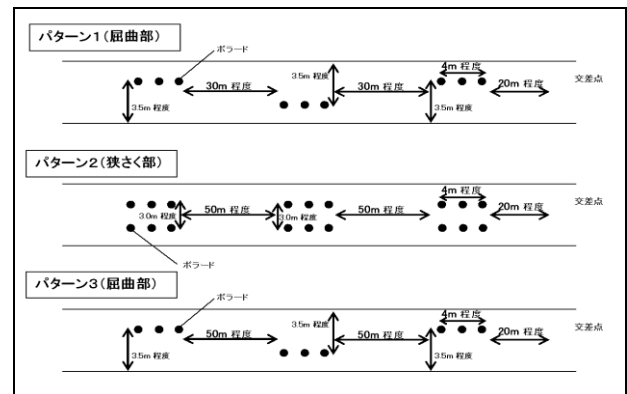 パターン1(屈曲部)
ボラード
3.5m 程度
30m 程度
3.5m 程度
30m 程度
3.5m 程度
4m 程度
20m 程度
交差点
パターン2(狭さく部)
3.0m 程度
50m 程度
3.0m 程度
50m 程度
4m 程度
20m 程度
交差点
ボラード
パターン3(屈曲部)
ボラード
3.5m 程度
50m 程度
3.5m 程度
50m 程度
3.5m 程度
4m 程度
20m 程度
交差点